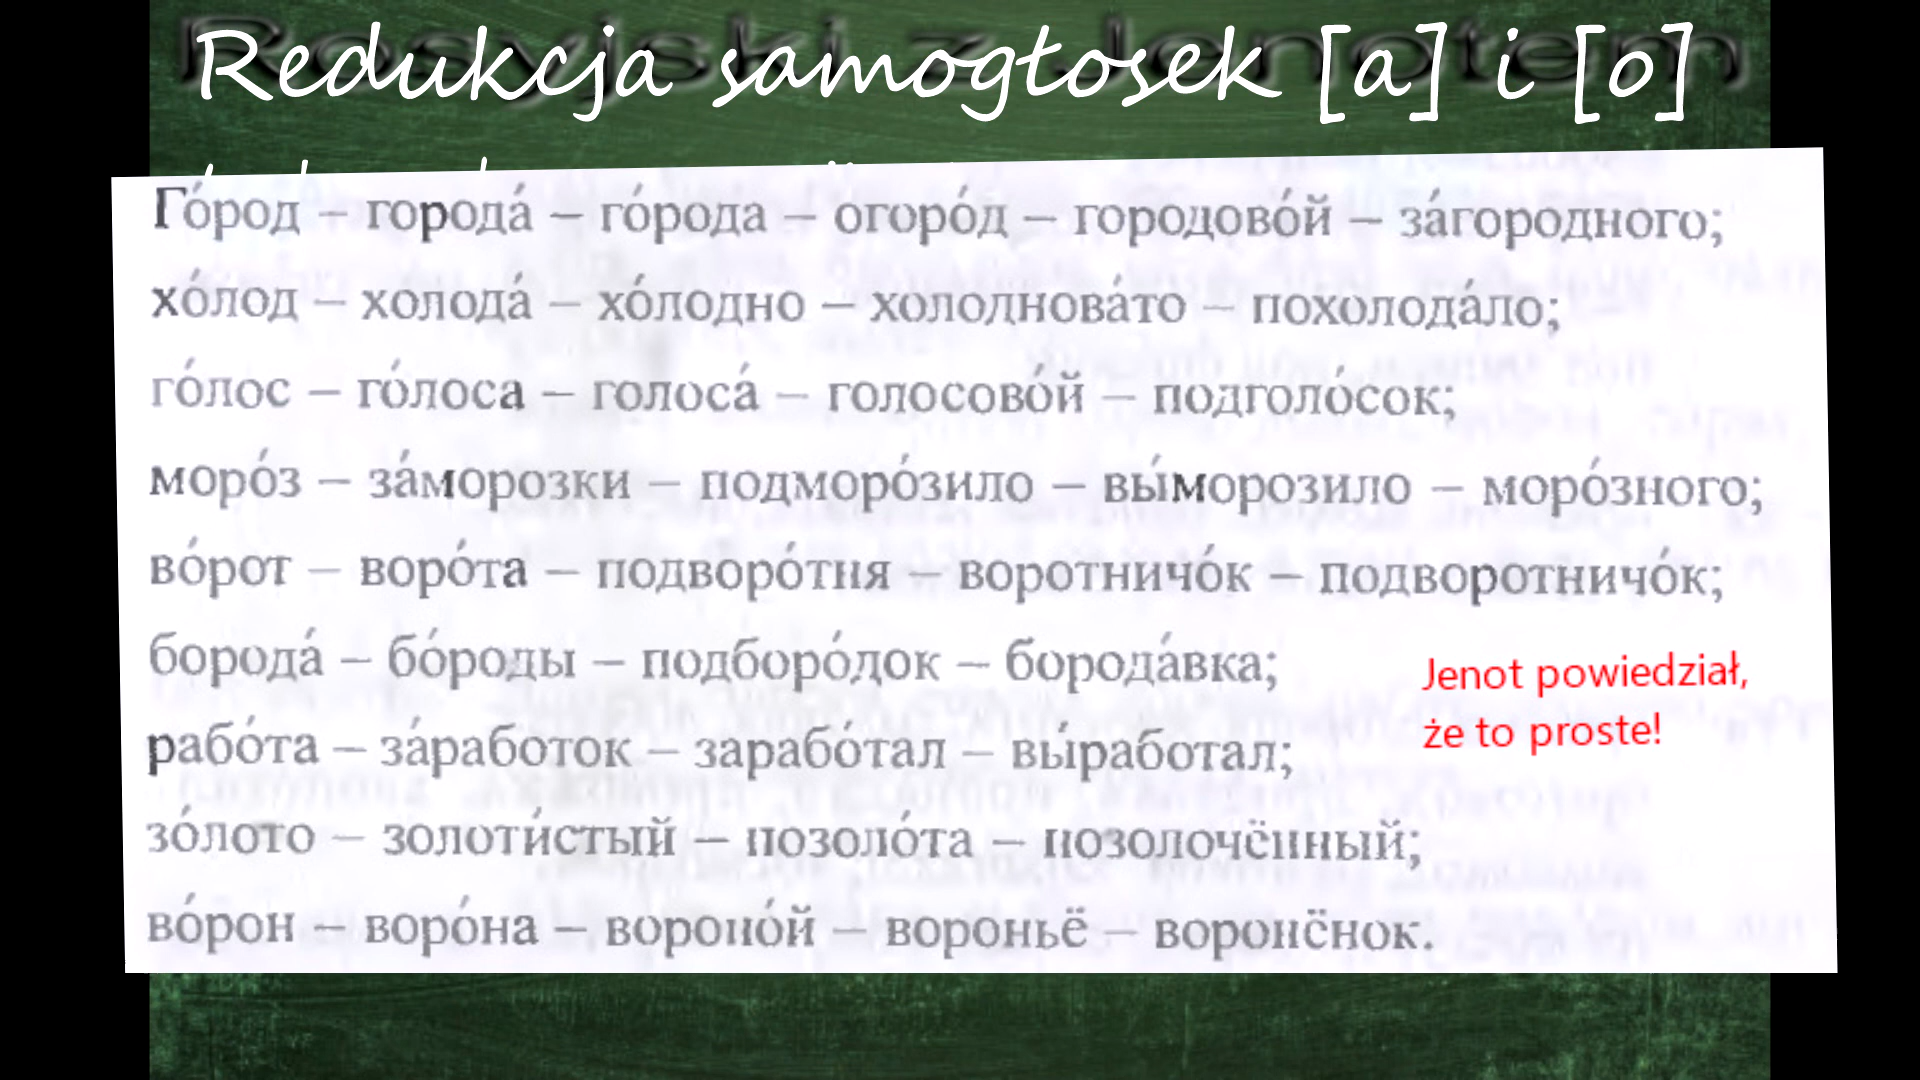 Redukcja samogłosek [a] i [o]
Го́род – города́ – го́рода – огоро́д – городово́й – за́городного;
хо́лод – холода́ – хо́лодно – холоднова́то – похолода́ло;
го́лос – го́лоса – голоса́ – голосово́й – подголо́сок;
моро́з – за́морозки – подморо́зило – вы́морозило – моро́зного;
во́рот – воро́та – подворо́тня – воротничо́к – подворотничо́к;
борода́ – бо́роды – подборо́док – борода́вка;
Jenot powiedział,
że to proste!
рабо́та – за́работок – зарабо́тал – вы́работал;
зо́лото – золоти́стый – позоло́та – позолочённый;
во́рон – воро́на – вороно́й – вороньё – воронёнок.